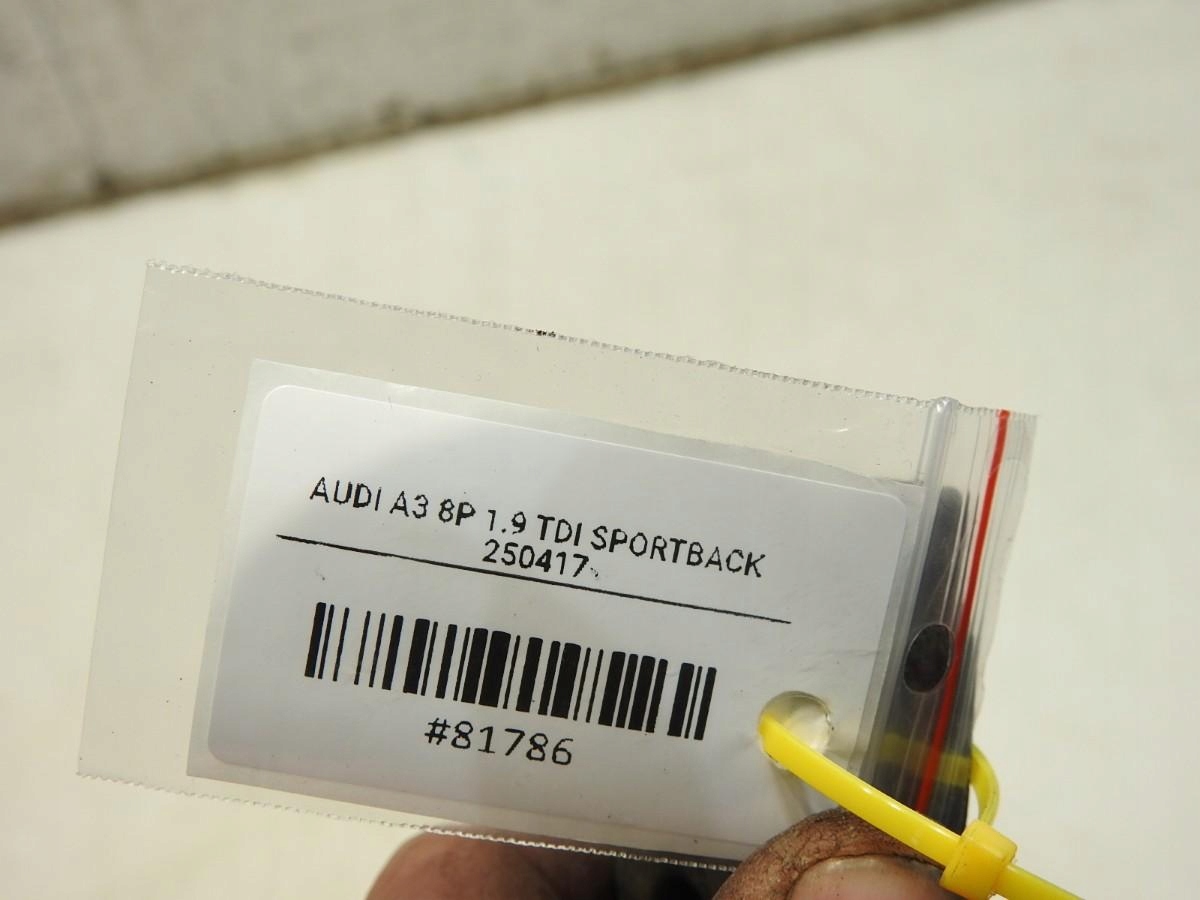 AUDI A3 8P 1.9 TDI SPORTBACK
250417
#81786